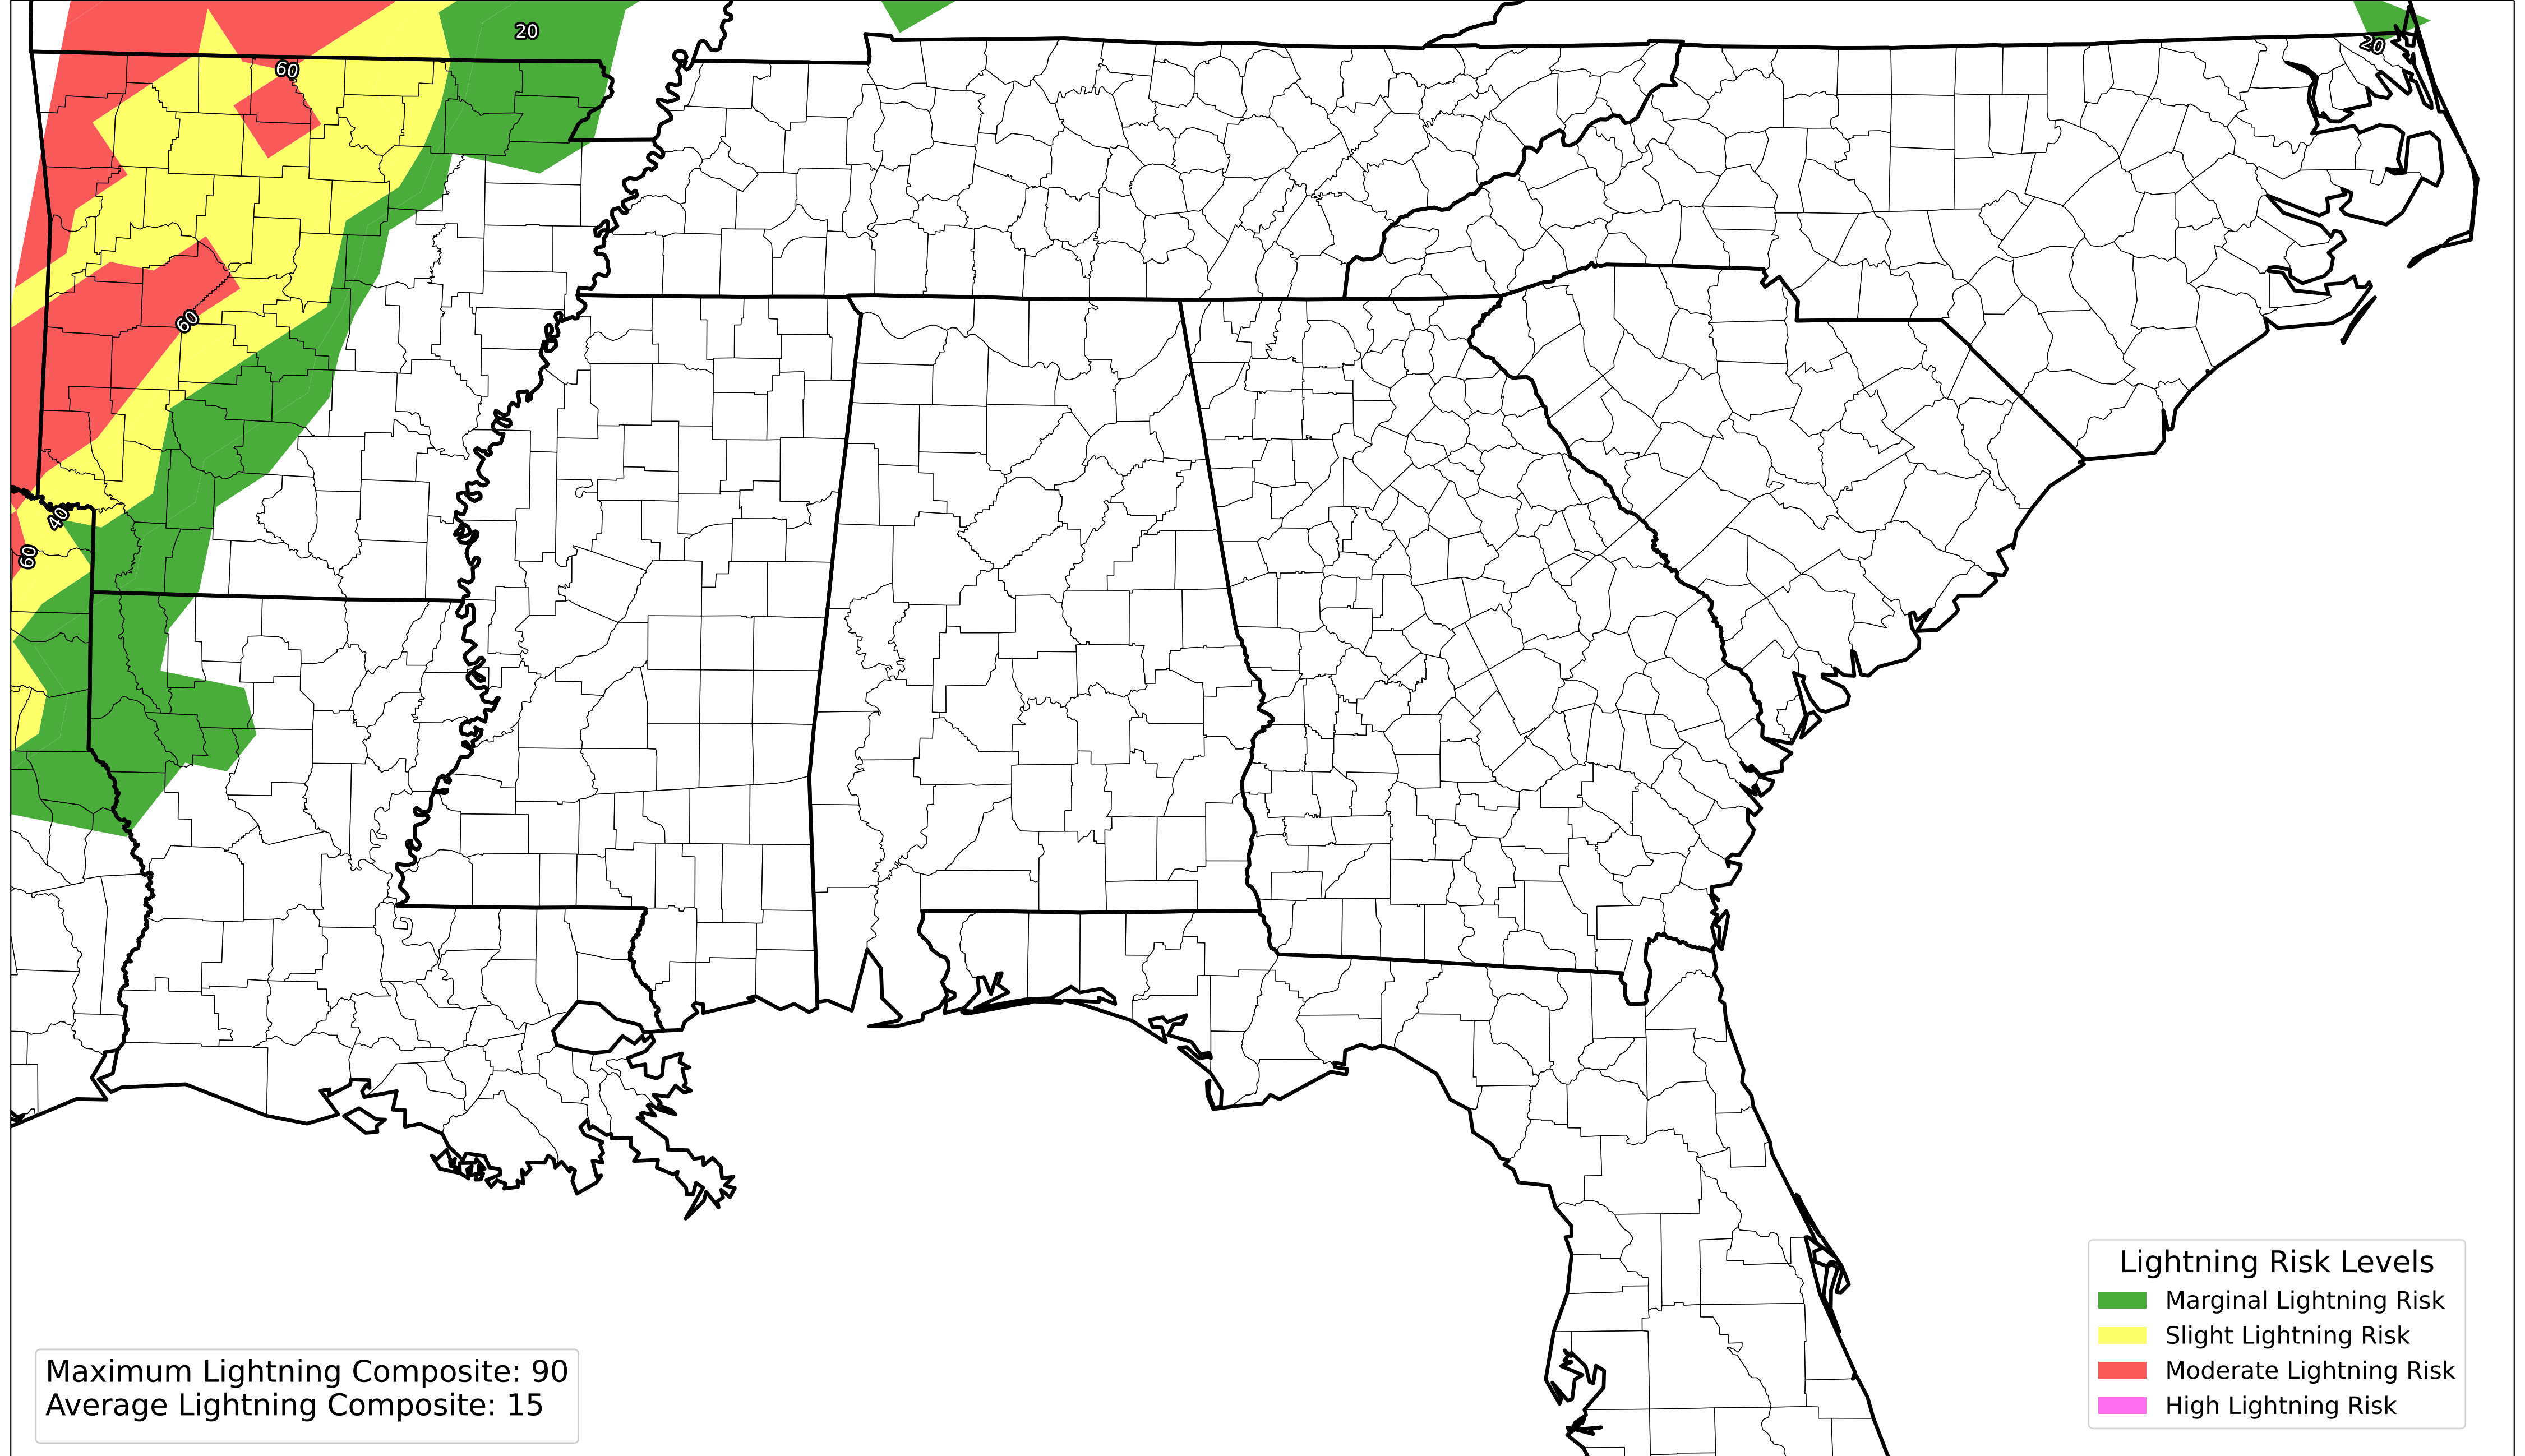 20
20
60
60
40
60
Lightning Risk Levels
Marginal Lightning Risk
Slight Lightning Risk
Moderate Lightning Risk
High Lightning Risk
Maximum Lightning Composite: 90
Average Lightning Composite: 15